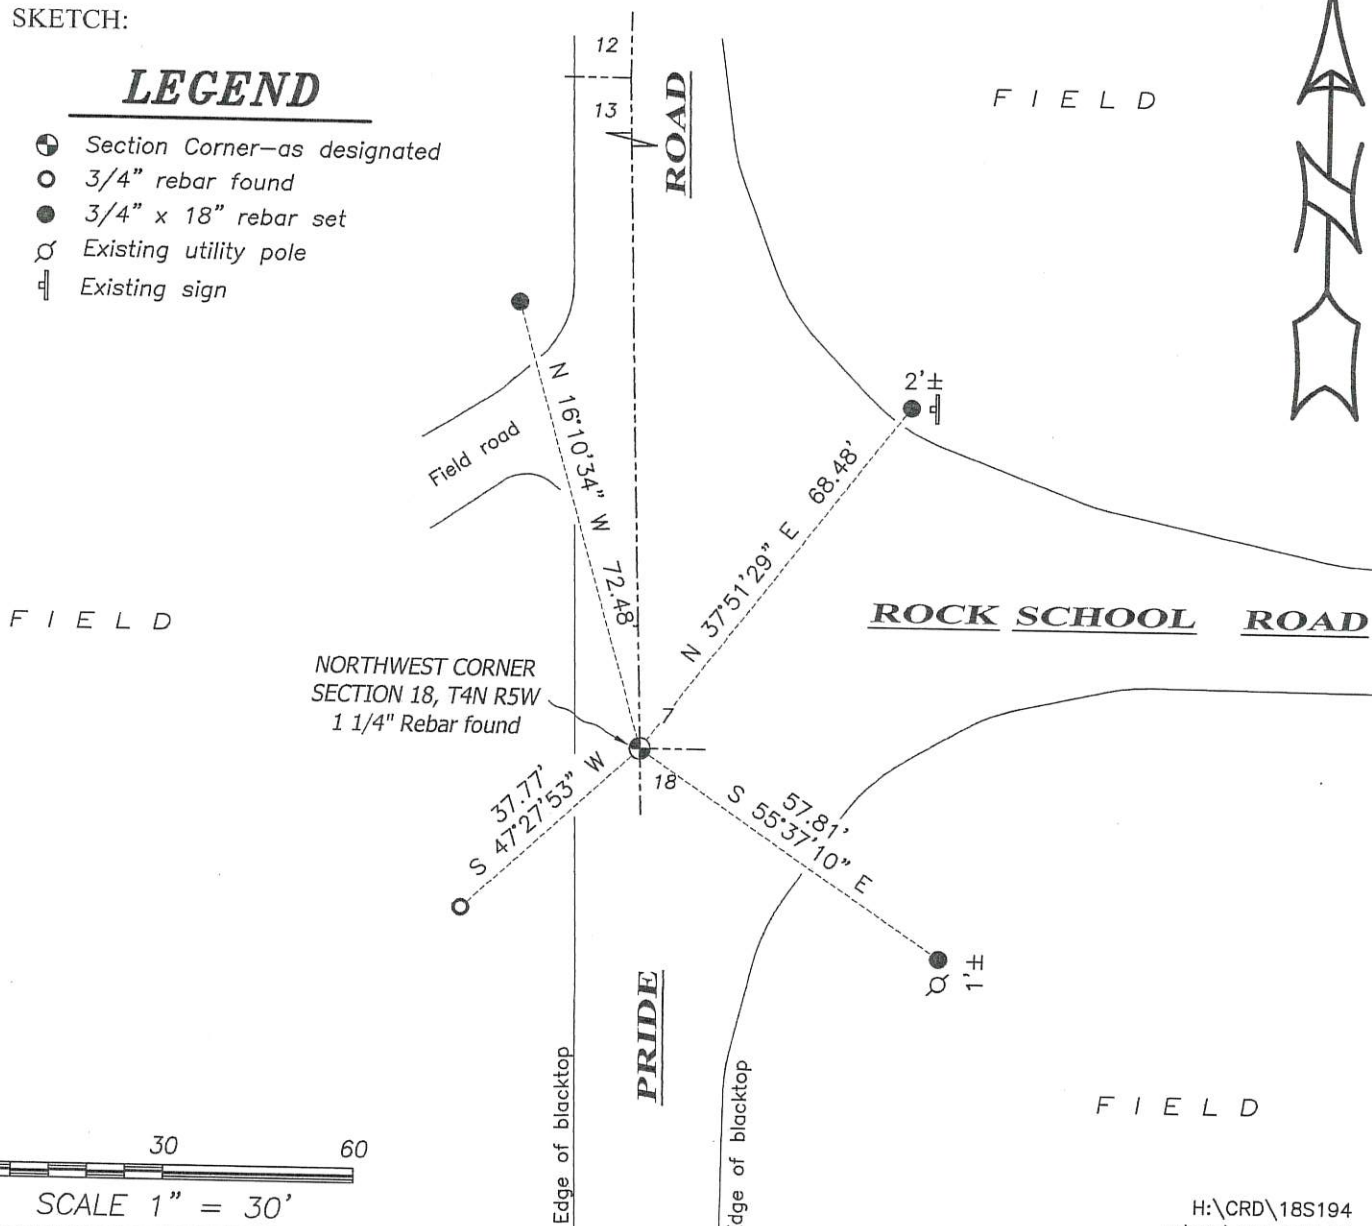 SKETCH:
LEGEND
Section Corner—as designated
3/4" rebar found
3/4" x 18" rebar set
Existing utility pole
Existing sign
12
13
ROAD
FIELD
N
2'±
N 16°10'34" W 72.48'
Field road
N 37°51'29" E 68.48'
FIELD
ROCK SCHOOL ROAD
NORTHWEST CORNER
SECTION 18, T4N R5W
1 1/4" Rebar found
7
18
37.77'
S 47°27'53" W
57.81'
S 55°37'10" E
1'±
PRIDE
Edge of blacktop
dge of blacktop
FIELD
30 60
SCALE 1" = 30'
H:\CRD\18S194